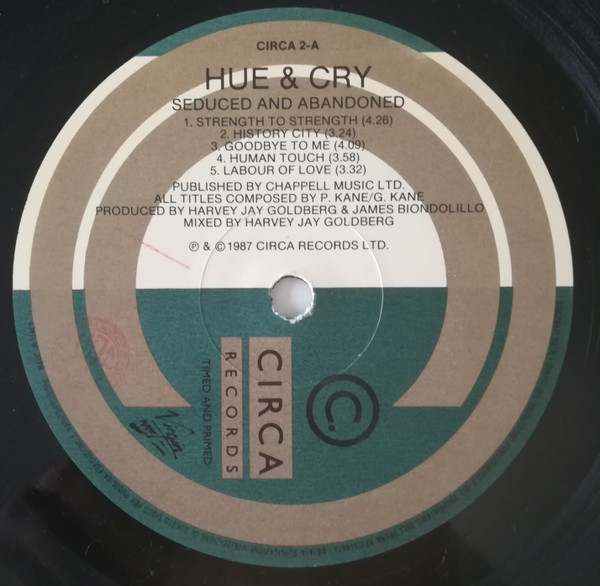 CIRCA 2-A
HUE & CRY
SEDUCED AND ABANDONED
1. STRENGTH TO STRENGTH (4.26)
2. HISTORY CITY (3.24)
3. GOODBYE TO ME (4.09)
4. HUMAN TOUCH (3.58)
5. LABOUR OF LOVE (3.32)
PUBLISHED BY CHAPPELL MUSIC LTD.
ALL TITLES COMPOSED BY P. KANE/G. KANE
PRODUCED BY HARVEY JAY GOLDBERG & JAMES BIONDOLILLO
MIXED BY HARVEY JAY GOLDBERG
℗ & © 1987 CIRCA RECORDS LTD.
C.
CIRCA
RECORDS
TIMED AND PRIMED
Virgin